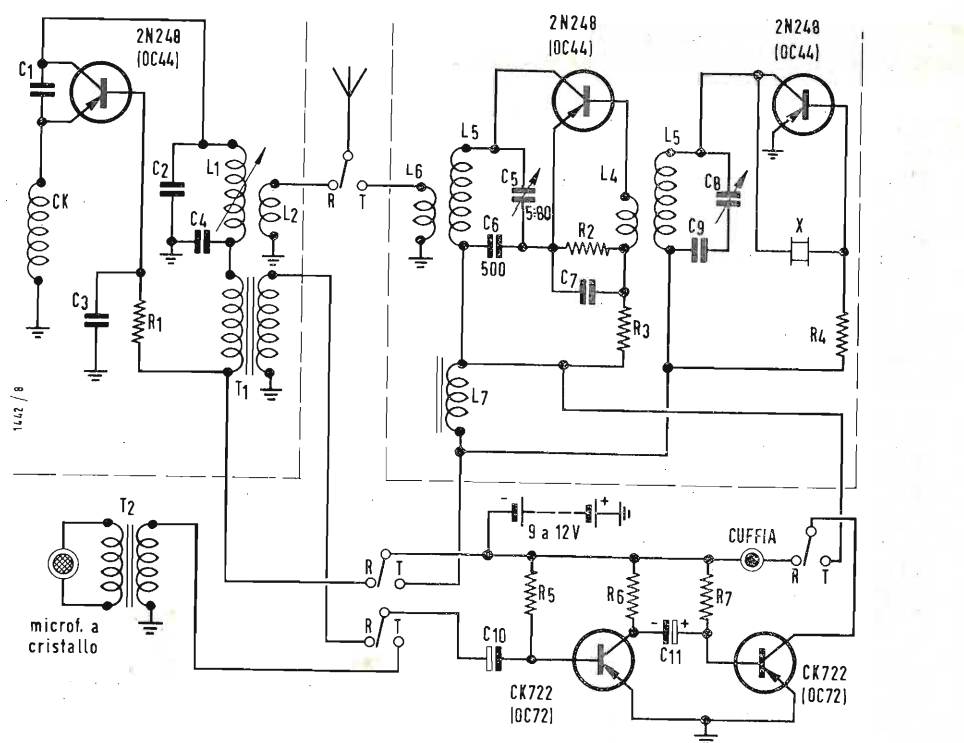 2N248
(OC44)
C1
CK
C2
L1
C4
L2
C3
R1
T1
1442/8
R
T
L6
2N248
(OC44)
L5
C5
5÷80
L4
C6
500
R2
C7
R3
L7
2N248
(OC44)
L5
C8
C9
X
R4
T2
microf. a
cristallo
R
T
R
T
-
+
9 a 12V
R5
R6
R7
CUFFIA
R
T
C10
-
+
C11
CK722
(OC72)
CK722
(OC72)